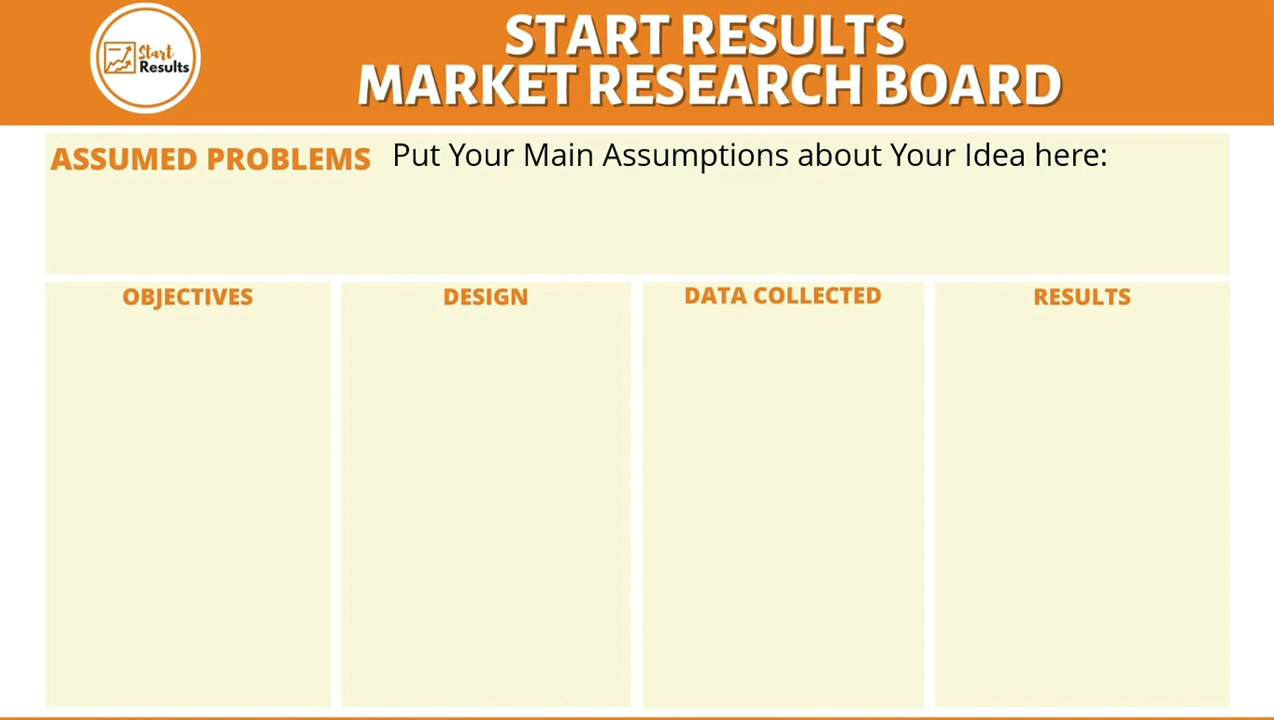 Start
Results
START RESULTS
MARKET RESEARCH BOARD
ASSUMED PROBLEMS Put Your Main Assumptions about Your Idea here:
OBJECTIVES
DESIGN
DATA COLLECTED
RESULTS